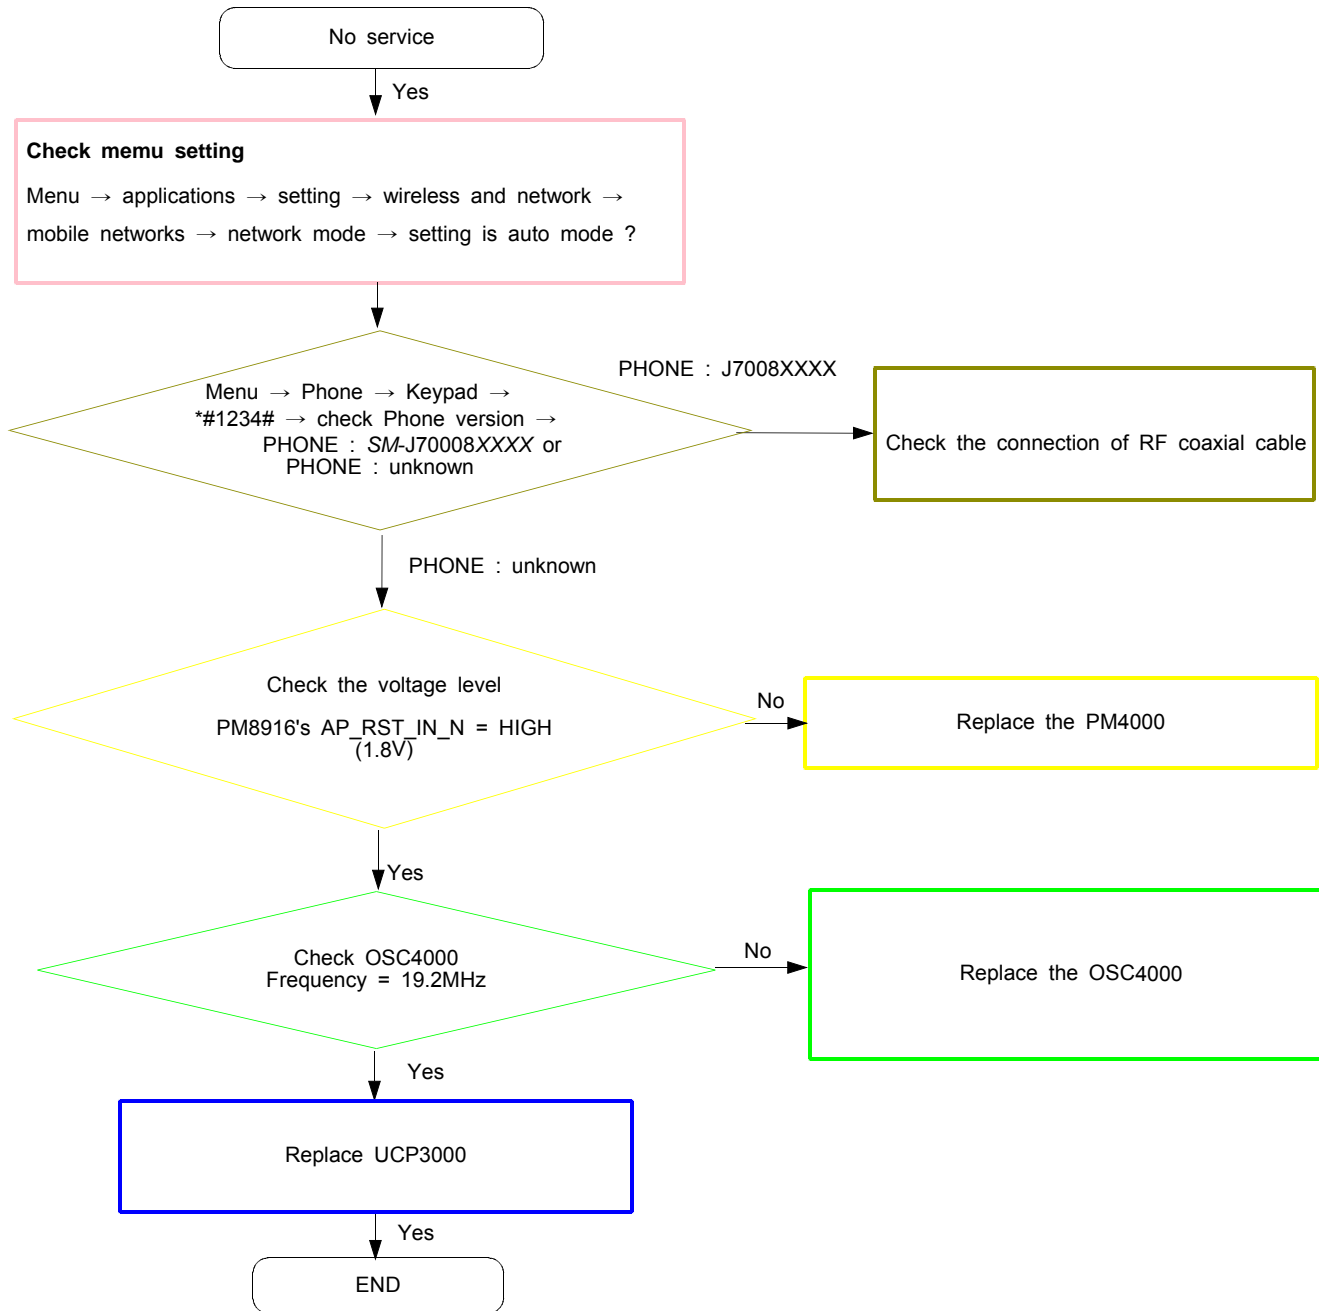 No service
Yes
Check memu setting
Menu → applications → setting → wireless and network →
mobile networks → network mode → setting is auto mode ?
PHONE : J7008XXXX
Menu → Phone → Keypad →
*#1234# → check Phone version →
PHONE : SM-J70008XXXX or
PHONE : unknown
Check the connection of RF coaxial cable
PHONE : unknown
Check the voltage level
PM8916's AP_RST_IN_N = HIGH
(1.8V)
No
Replace the PM4000
Yes
Check OSC4000
Frequency = 19.2MHz
No
Replace the OSC4000
Yes
Replace UCP3000
Yes
END